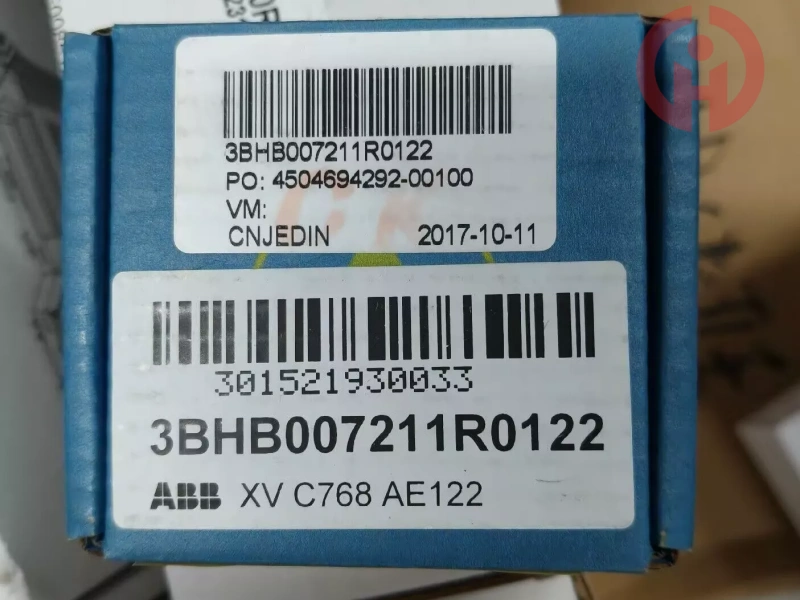 3BHB007211R0122
PO: 4504694292-00100
VM:
CNJEDIN 2017-10-11
301521930033
3BHB007211R0122
ABB XV C768 AE122